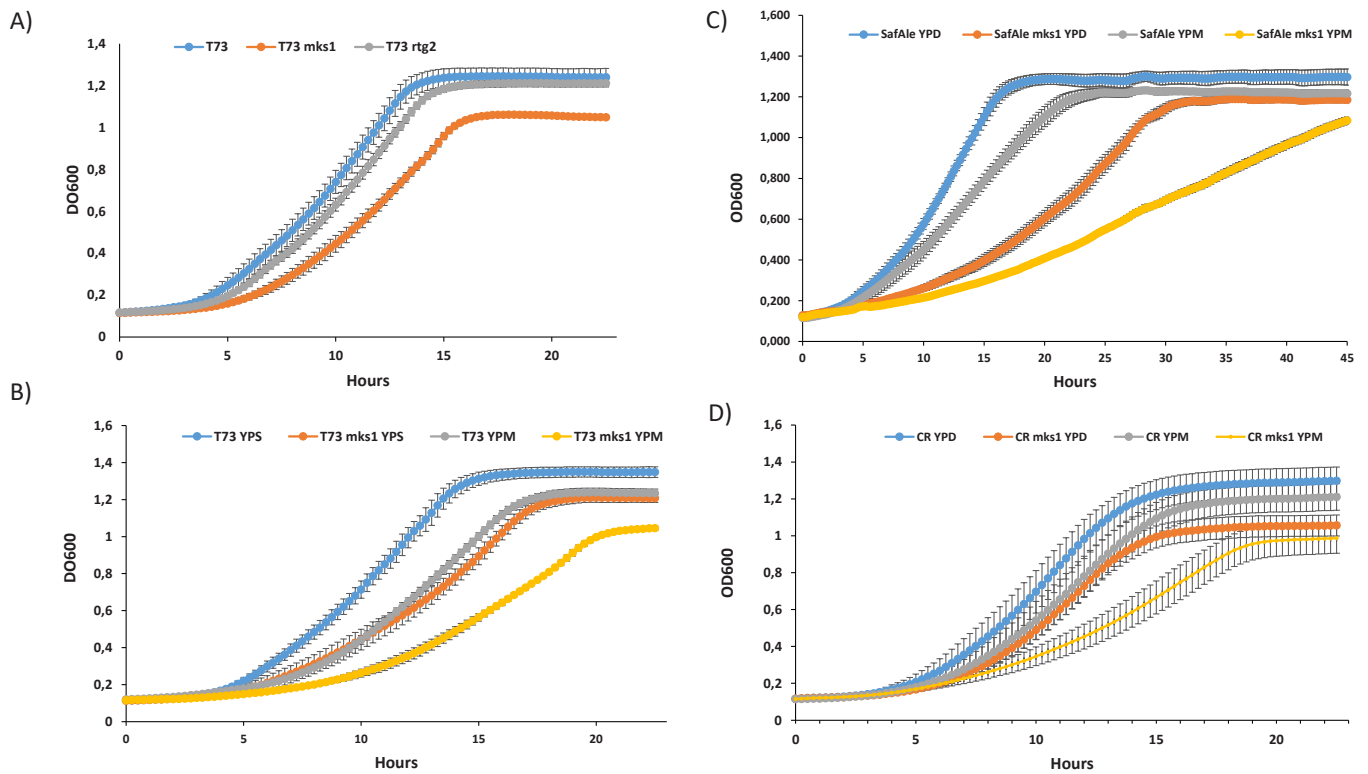 A)
T73 T73 mks1 T73 rtg2
1,4
1,2
1
0,8
0,6
0,4
0,2
0
DO600
0 5 10 15 20
Hours
B)
T73 YPS T73 mks1 YPS T73 YPM T73 mks1 YPM
1,6
1,4
1,2
1
0,8
0,6
0,4
0,2
0
DO600
0 5 10 15 20
Hours
C)
SafAle YPD SafAle mks1 YPD SafAle YPM SafAle mks1 YPM
1,600
1,400
1,200
1,000
0,800
0,600
0,400
0,200
0,000
OD600
0 5 10 15 20 25 30 35 40 45
Hours
D)
CR YPD CR mks1 YPD CR YPM CR mks1 YPM
1,6
1,4
1,2
1
0,8
0,6
0,4
0,2
0
OD600
0 5 10 15 20
Hours